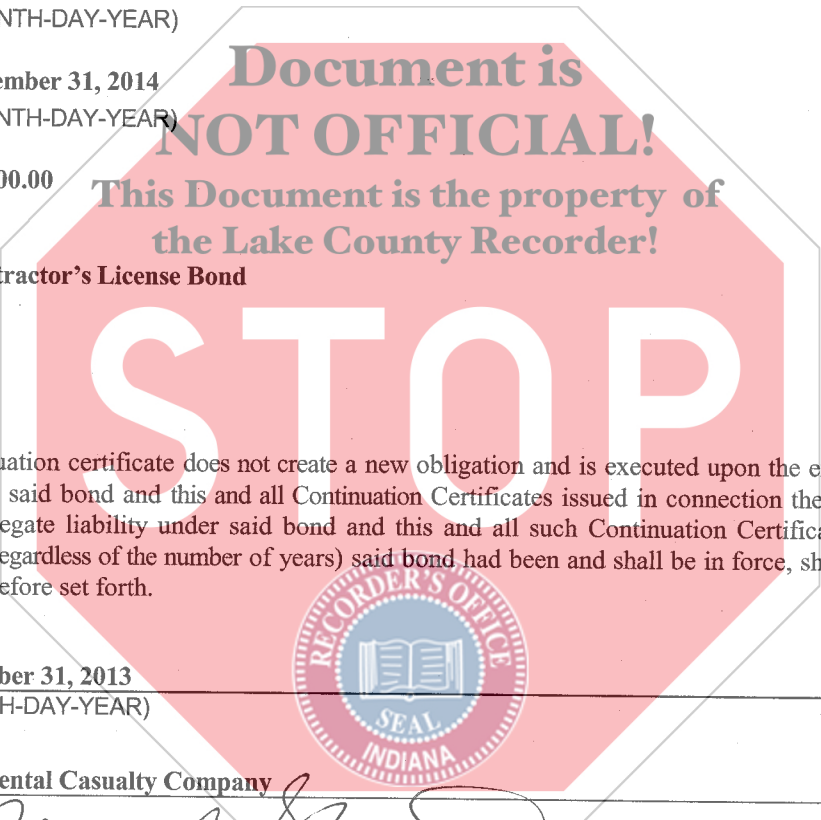 NTH-DAY-YEAR)
ember 31, 2014
NTH-DAY-YEAR)
00.00
Document is
NOT OFFICIAL!
This Document is the property of
the Lake County Recorder!
tractor's License Bond
STOP
uation certificate does not create a new obligation and is executed upon the e
said bond and this and all Continuation Certificates issued in connection the
egate liability under said bond and this and all such Continuation Certifica
egardless of the number of years) said bond had been and shall be in force, sh
efore set forth.
RECORDER'S OFFICE
SEAL
INDIANA
ber 31, 2013
H-DAY-YEAR)
ental Casualty Company